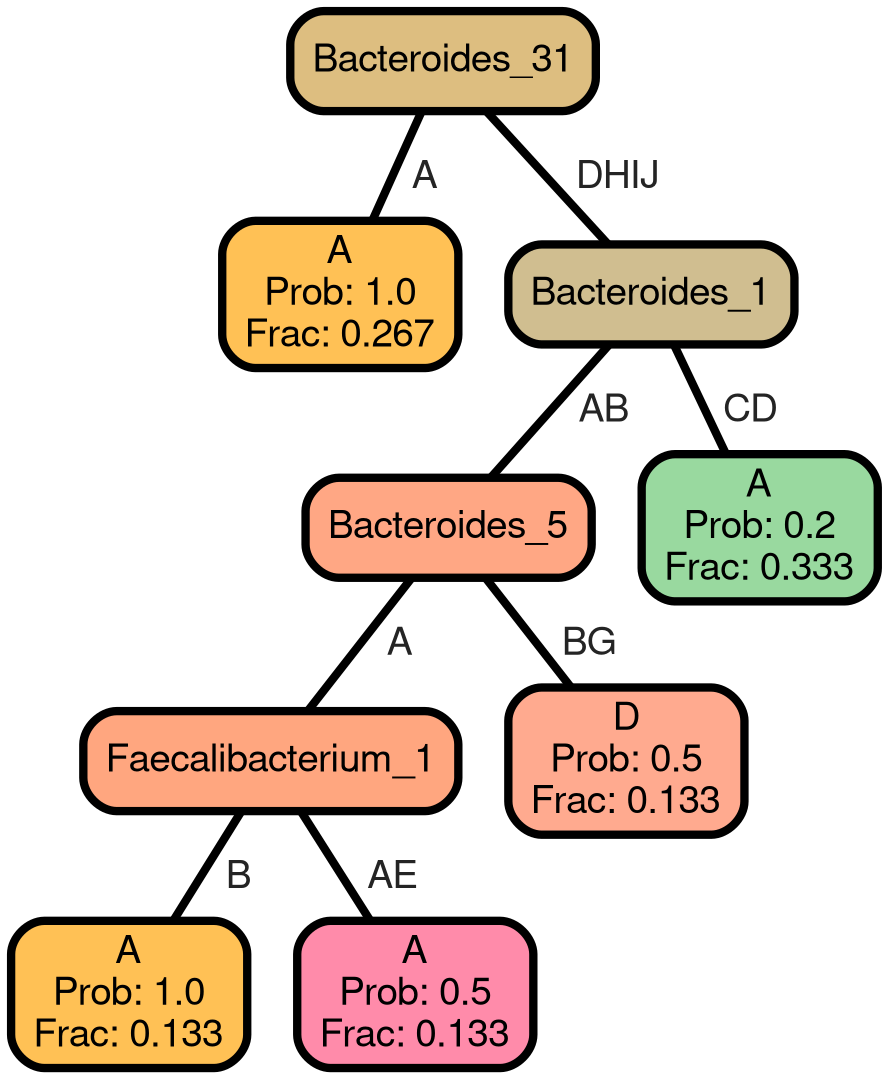 Bacteroides_31
A
DHIJ
A
Prob: 1.0
Frac: 0.267
Bacteroides_1
AB
CD
Bacteroides_5
A
Prob: 0.2
Frac: 0.333
A
BG
Faecalibacterium_1
D
Prob: 0.5
Frac: 0.133
B
AE
A
Prob: 1.0
Frac: 0.133
A
Prob: 0.5
Frac: 0.133